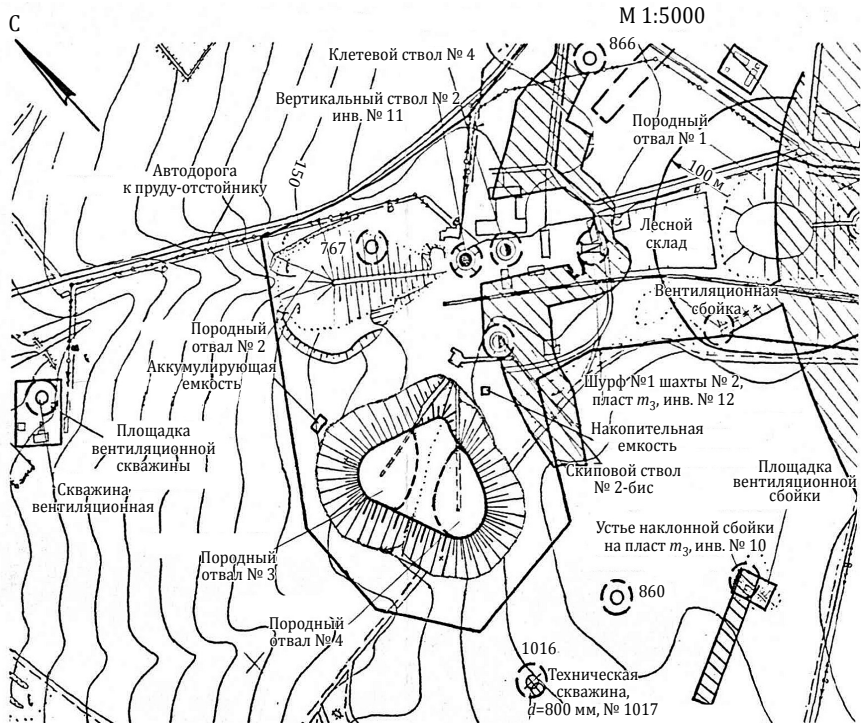 С
М 1:5000
866
Клетевой ствол № 4
Вертикальный ствол № 2,
инв. № 11
Породный
отвал № 1
Автодорога
к пруду-отстойнику
150
100 м
Лесной
склад
767
Вентиляционная
сбойка
Породный
отвал № 2
Аккумулирующая
емкость
Шурф №1 шахты № 2,
пласт m₃, инв. № 12
Накопительная
емкость
Площадка
вентиляционной
скважины
Скиповой ствол
№ 2-бис
Площадка
вентиляционной
сбойки
Скважина
вентиляционная
Устье наклонной сбойки
на пласт m₃, инв. № 10
Породный
отвал № 3
860
Породный
отвал № 4
1016
Техническая
скважина,
d=800 мм, № 1017